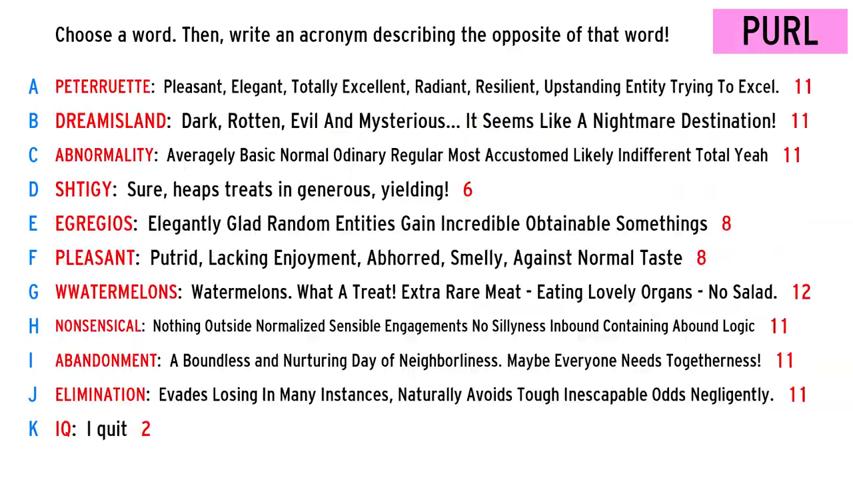 Choose a word. Then, write an acronym describing the opposite of that word!
PURL
A PETERRUETTE: Pleasant, Elegant, Totally Excellent, Radiant, Resilient, Upstanding Entity Trying To Excel. 11
B DREAMISLAND: Dark, Rotten, Evil And Mysterious... It Seems Like A Nightmare Destination! 11
C ABNORMALITY: Averagely Basic Normal Odinary Regular Most Accustomed Likely Indifferent Total Yeah 11
D SHTIGY: Sure, heaps treats in generous, yielding! 6
E EGREGIOS: Elegantly Glad Random Entities Gain Incredible Obtainable Somethings 8
F PLEASANT: Putrid, Lacking Enjoyment, Abhorred, Smelly, Against Normal Taste 8
G WWATERMELONS: Watermelons. What A Treat! Extra Rare Meat - Eating Lovely Organs - No Salad. 12
H NONSENSICAL: Nothing Outside Normalized Sensible Engagements No Sillyness Inbound Containing Abound Logic 11
I ABANDONMENT: A Boundless and Nurturing Day of Neighborliness. Maybe Everyone Needs Togetherness! 11
J ELIMINATION: Evades Losing In Many Instances, Naturally Avoids Tough Inescapable Odds Negligently. 11
K IQ: I quit 2